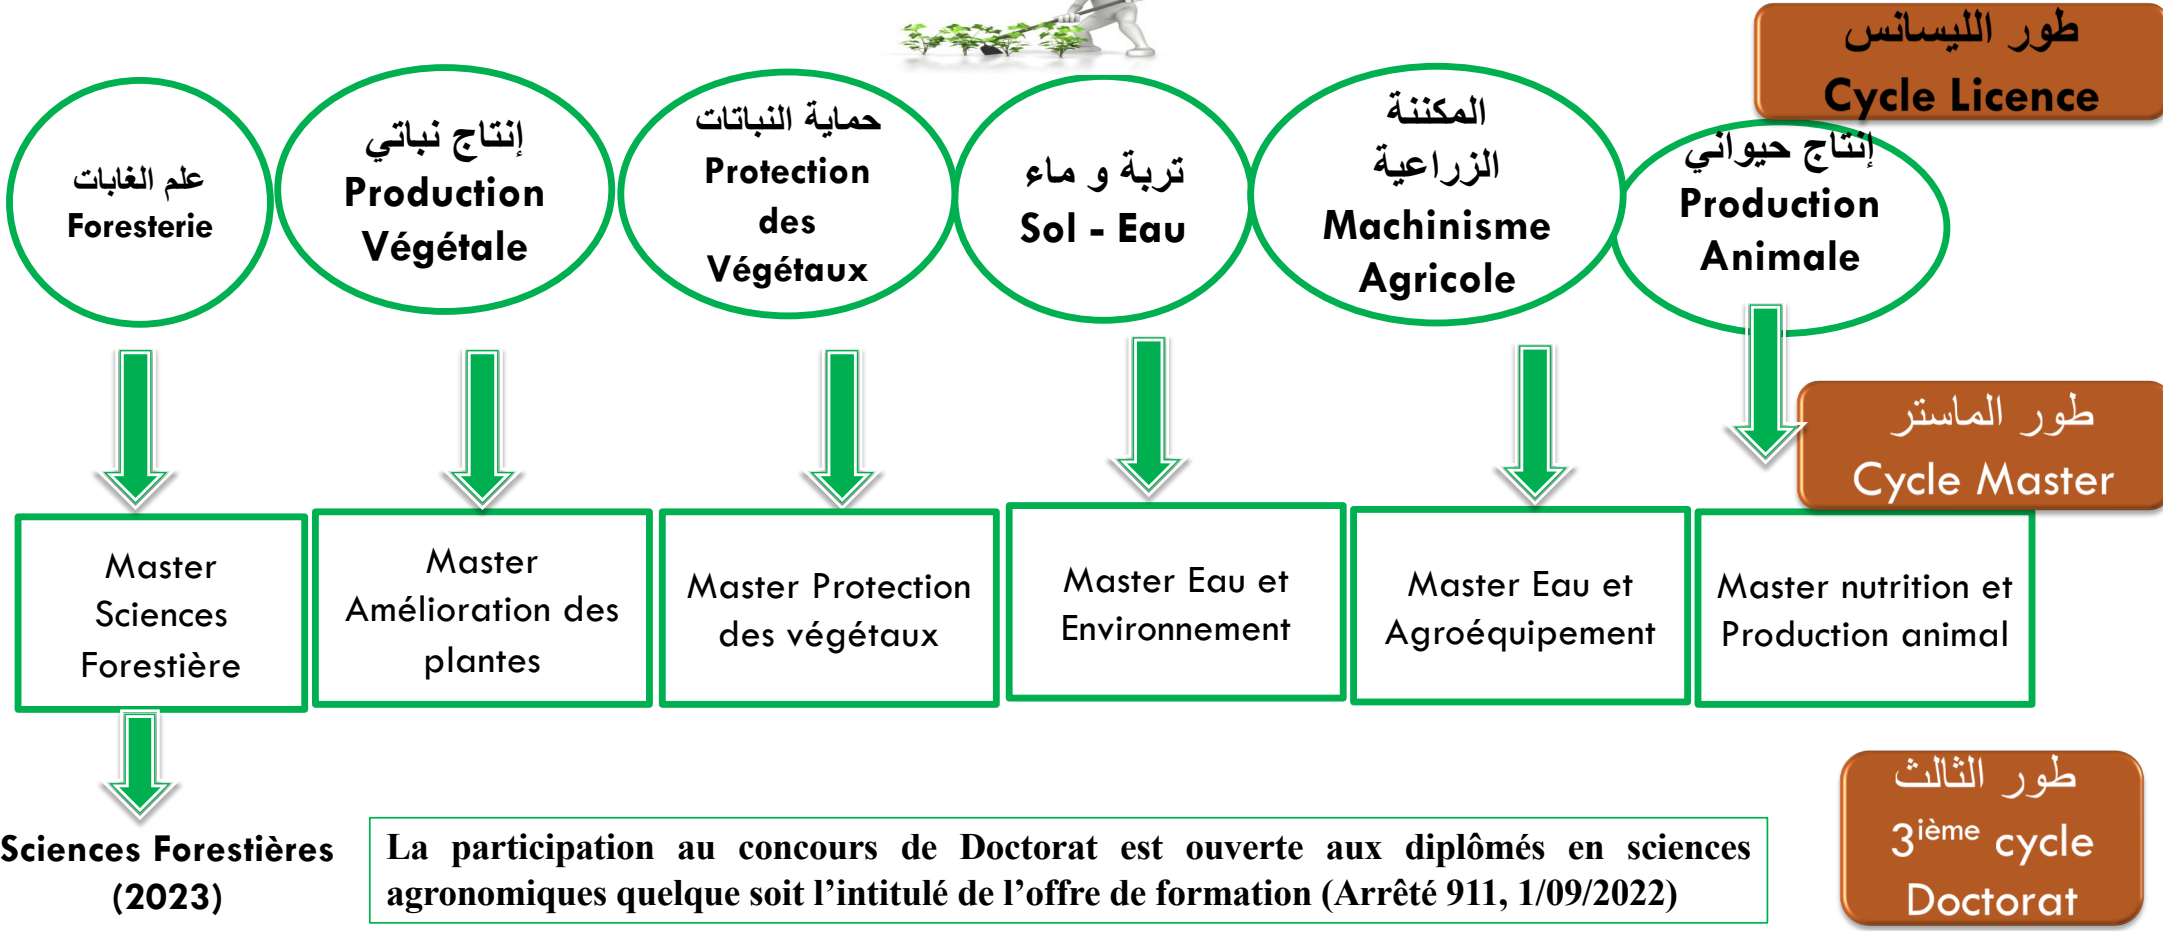 طور الليسانس
Cycle Licence
علم الغابات
Foresterie
إنتاج نباتي
Production
Végétale
حماية النباتات
Protection
des
Végétaux
تربة و ماء
Sol - Eau
المكننة
الزراعية
Machinisme
Agricole
إنتاج حيواني
Production
Animale
طور الماستر
Cycle Master
Master
Sciences
Forestière
Master
Amélioration des
plantes
Master Protection
des végétaux
Master Eau et
Environnement
Master Eau et
Agroéquipement
Master nutrition et
Production animal
طور الثالث
3ième cycle
Doctorat
Sciences Forestières
(2023)
La participation au concours de Doctorat est ouverte aux diplômés en sciences
agronomiques quelque soit l’intitulé de l’offre de formation (Arrêté 911, 1/09/2022)